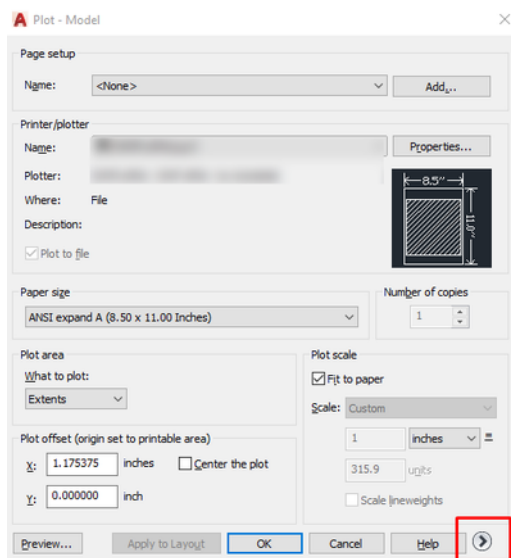 Plot - Model
Page setup
Name: <None> Add...
Printer/plotter
Name: Properties...
Plotter:
Where: File
Description:
Plot to file
8.5"
11.0"
Paper size
ANSI expand A (8.50 x 11.00 Inches)
Number of copies
1
Plot area
What to plot:
Extents
Plot scale
Fit to paper
Scale: Custom
1 inches =
315.9 units
Scale lineweights
Plot offset (origin set to printable area)
X: 1.175375 inches Center the plot
Y: 0.000000 inch
Preview... Apply to Layout OK Cancel Help